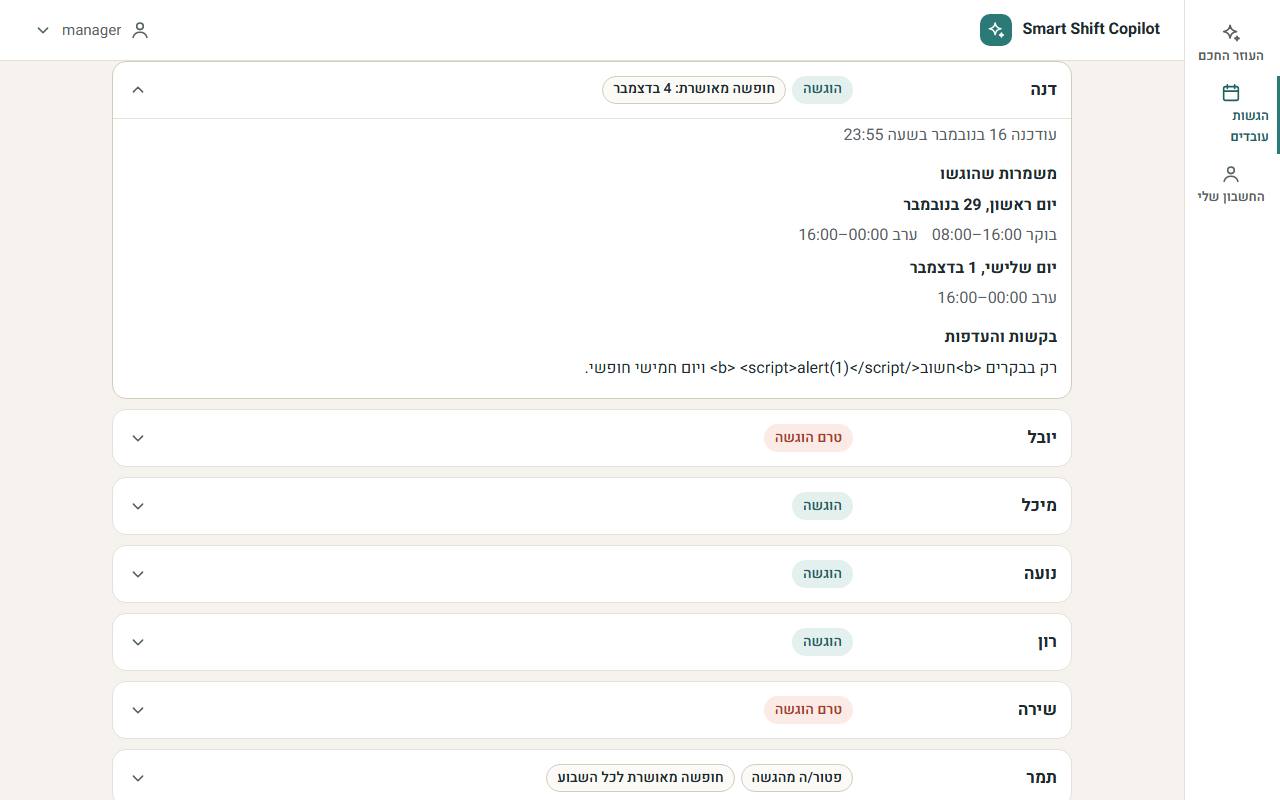 Smart Shift Copilot
manager
העוזר החכם
הגשות
עובדים
החשבון שלי
דנה
הוגשה
חופשה מאושרת: 4 בדצמבר
עודכנה 16 בנובמבר בשעה 23:55
משמרות שהוגשו
יום ראשון, 29 בנובמבר
בוקר 08:00–16:00 ערב 16:00–00:00
יום שלישי, 1 בדצמבר
ערב 16:00–00:00
בקשות והעדפות
רק בבקרים <b>חשוב</b> <script>alert(1)</script> ויום חמישי חופשי.
יובל
טרם הוגשה
מיכל
הוגשה
נועה
הוגשה
רון
הוגשה
שירה
טרם הוגשה
תמר
פטור/ה מהגשה
חופשה מאושרת לכל השבוע